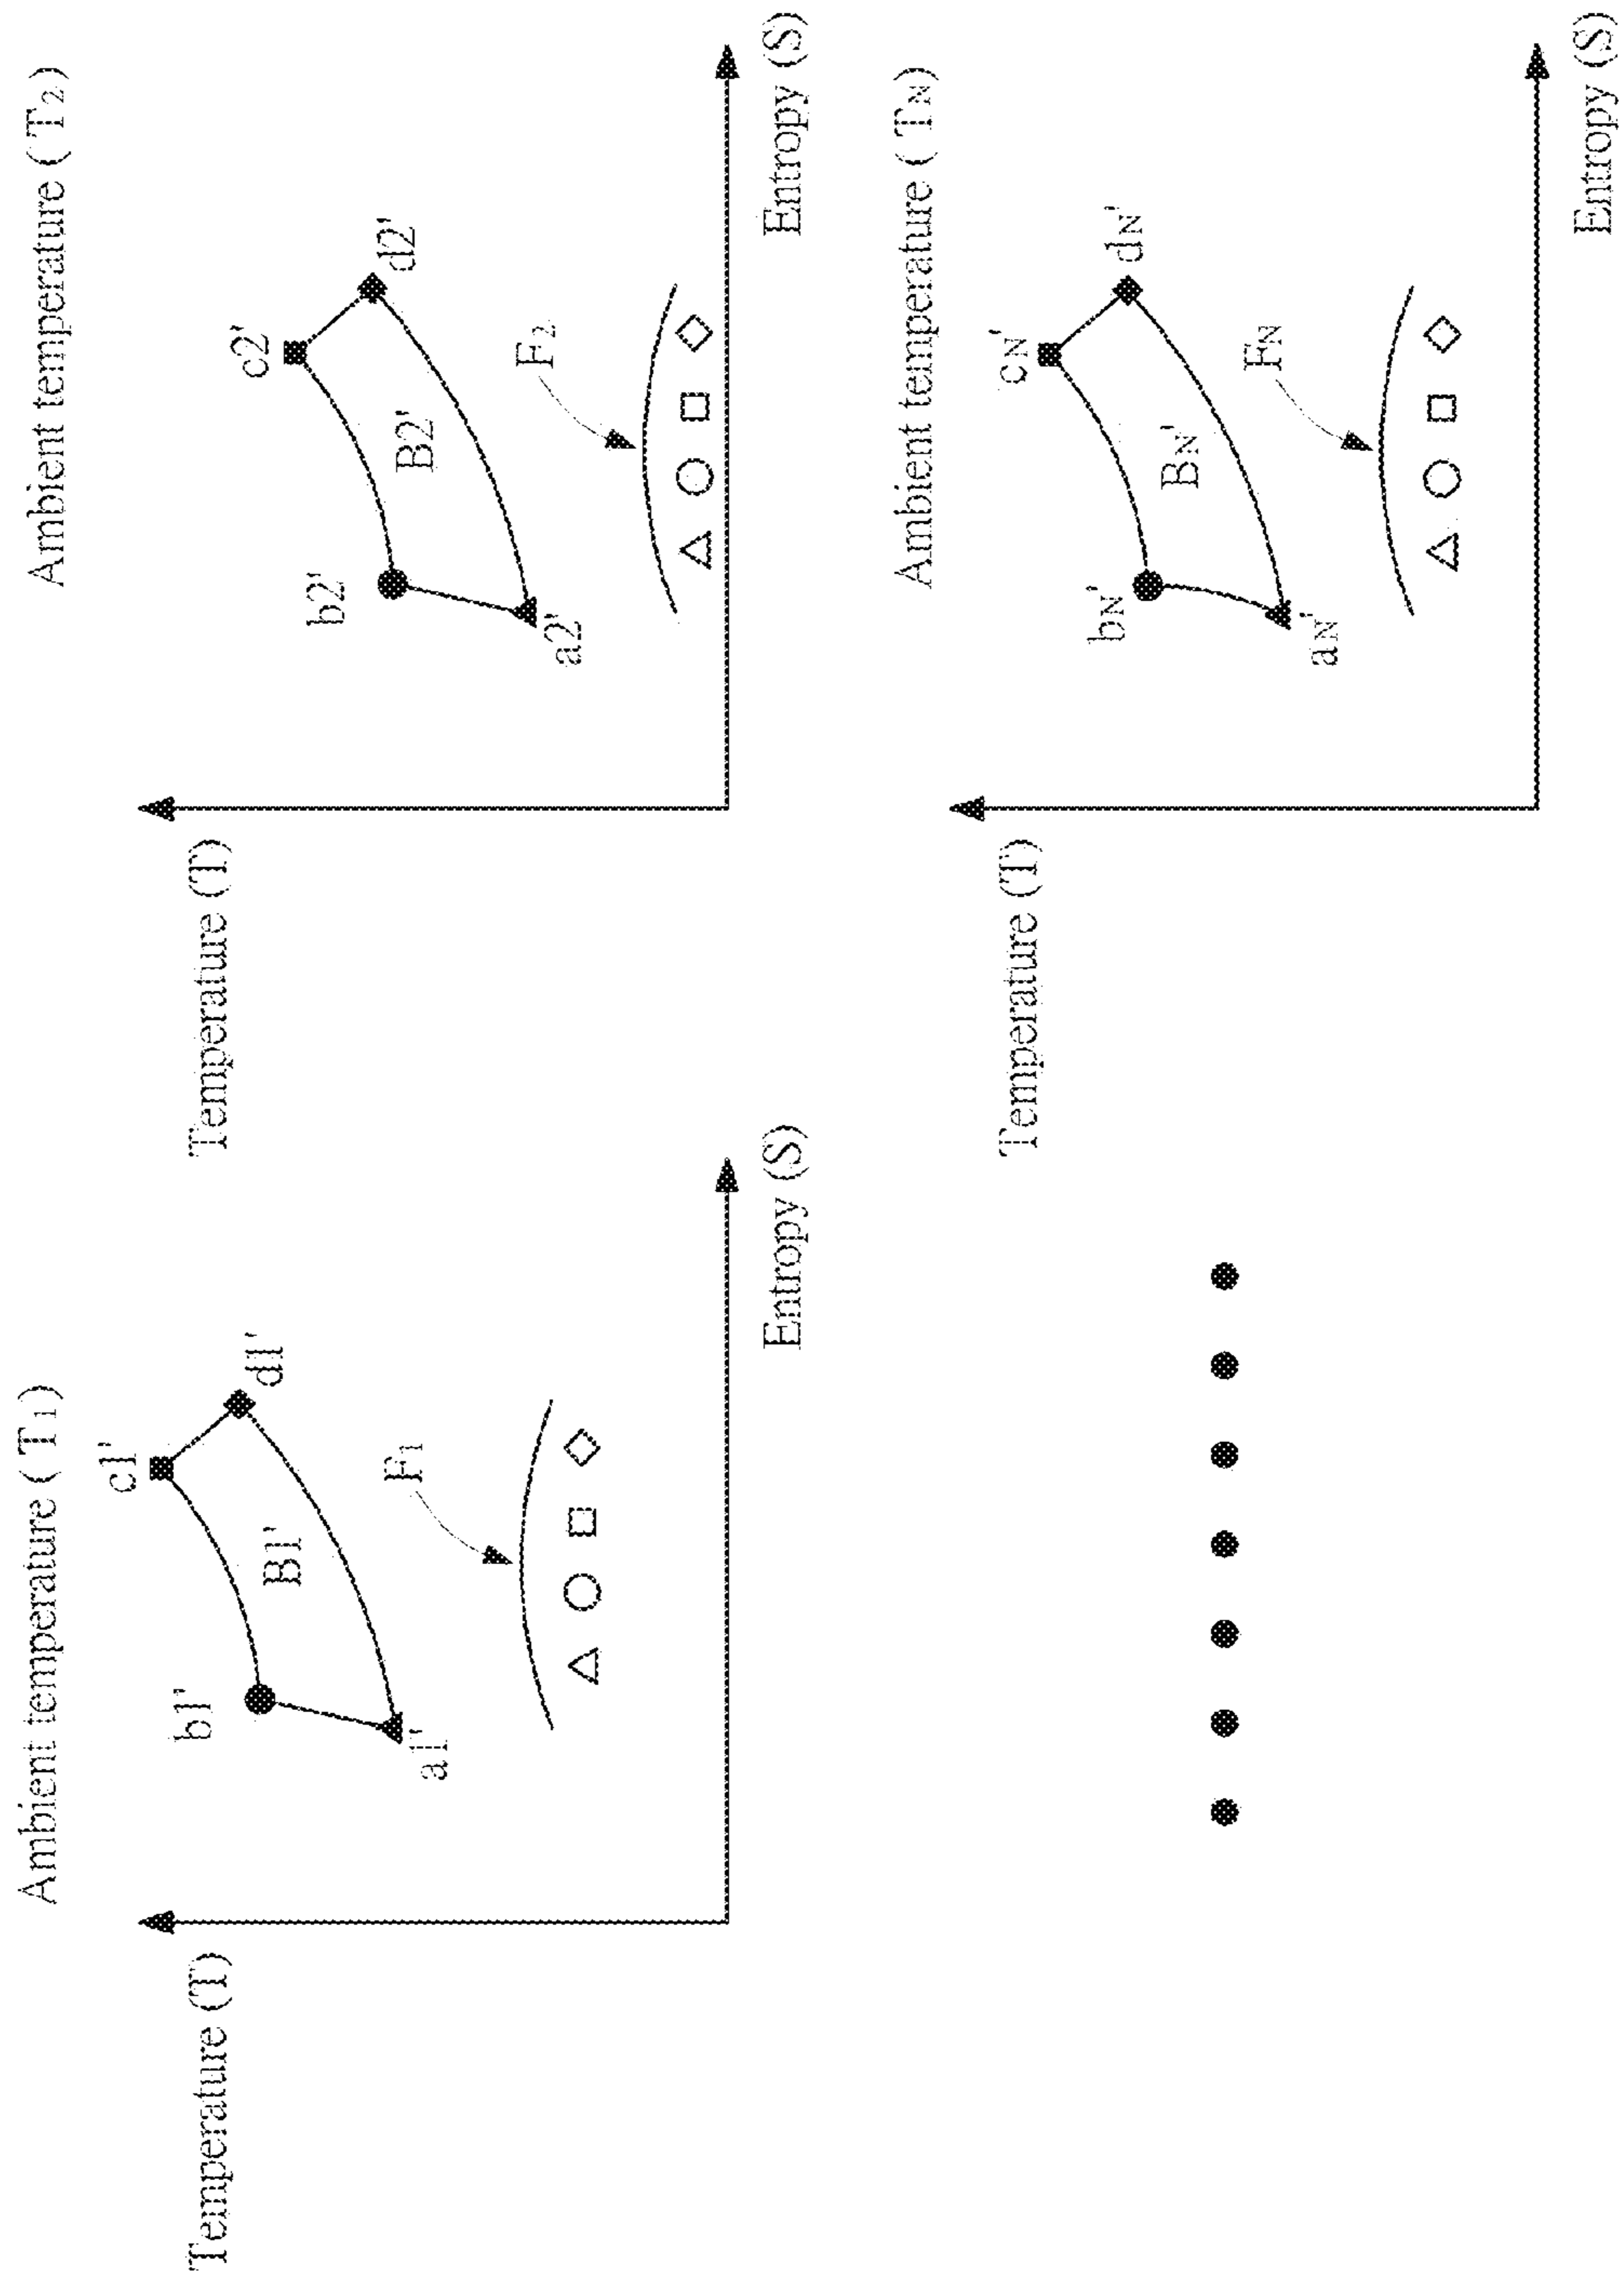 Ambient temperature ( T1)
Temperature (T)
c1'
b1'
d1'
B1'
a1'
F1
Entropy (S)
Ambient temperature ( T2)
Temperature (T)
c2'
b2'
d2'
B2'
a2'
F2
Entropy (S)
Ambient temperature ( TN)
Temperature (T)
cN'
bN'
dN'
BN'
aN'
FN
Entropy (S)